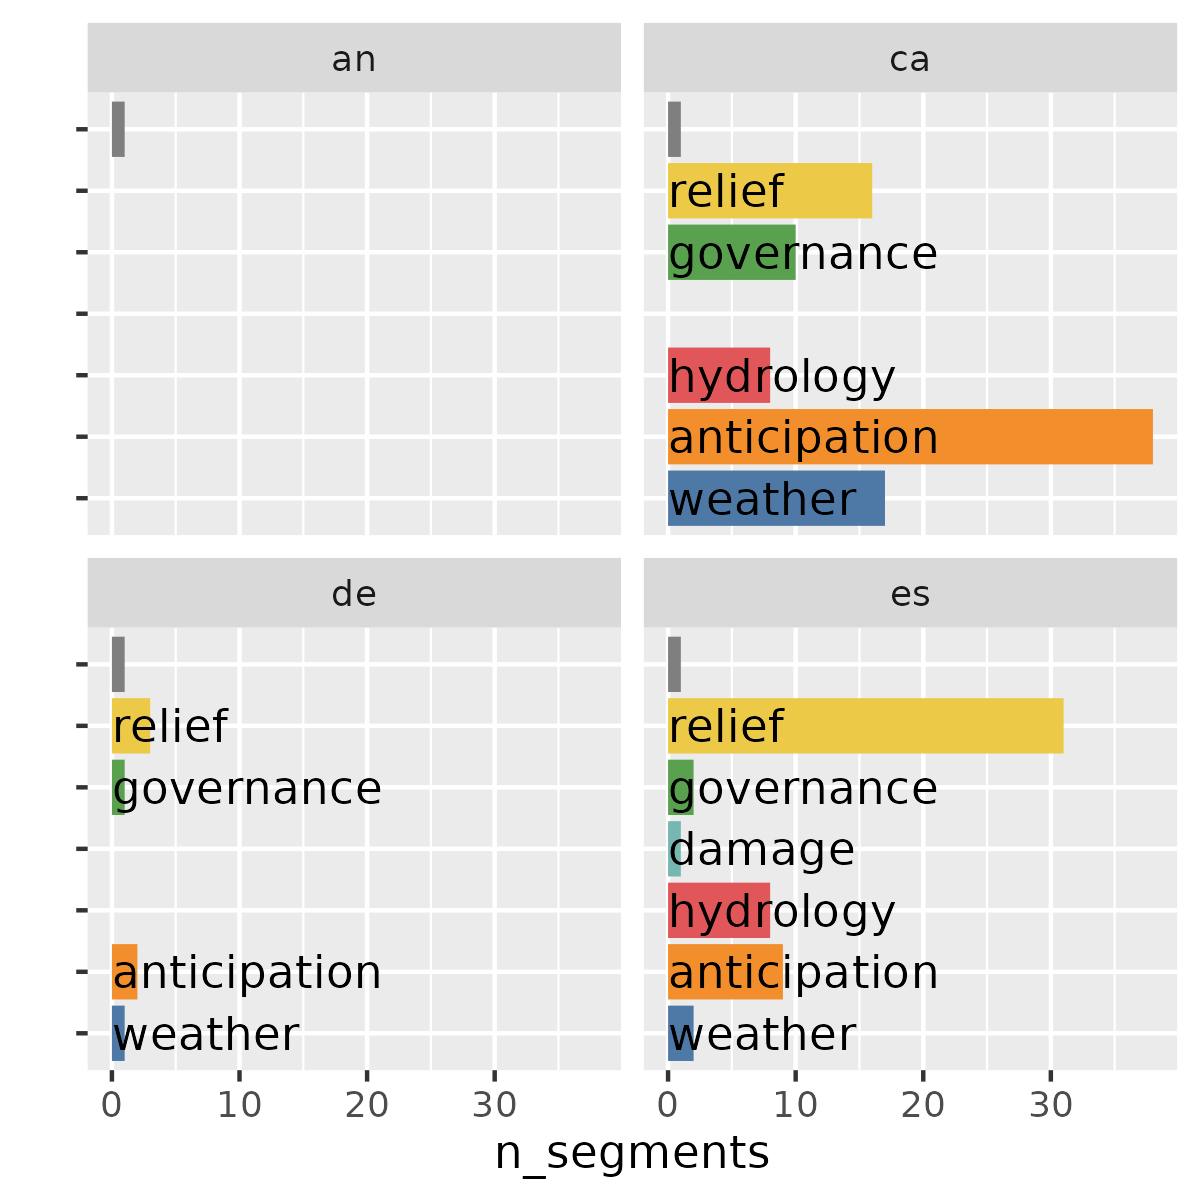 an
ca
relief
governance
hydrology
anticipation
weather
de
relief
governance
anticipation
weather
es
relief
governance
damage
hydrology
anticipation
weather
0 10 20 30
0 10 20 30
n_segments